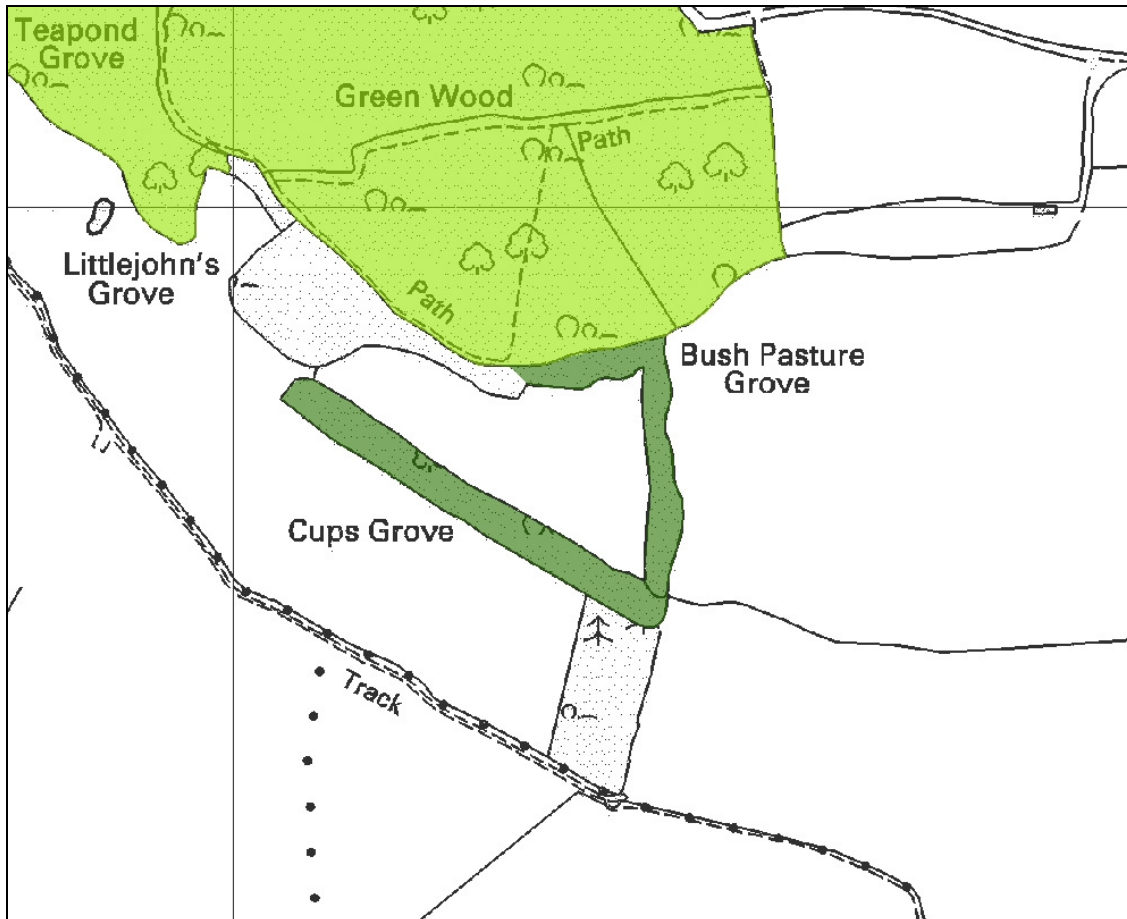 Teapond
Grove
Green Wood
Path
Littlejohn's
Grove
Path
Bush Pasture
Grove
Cups Grove
Track